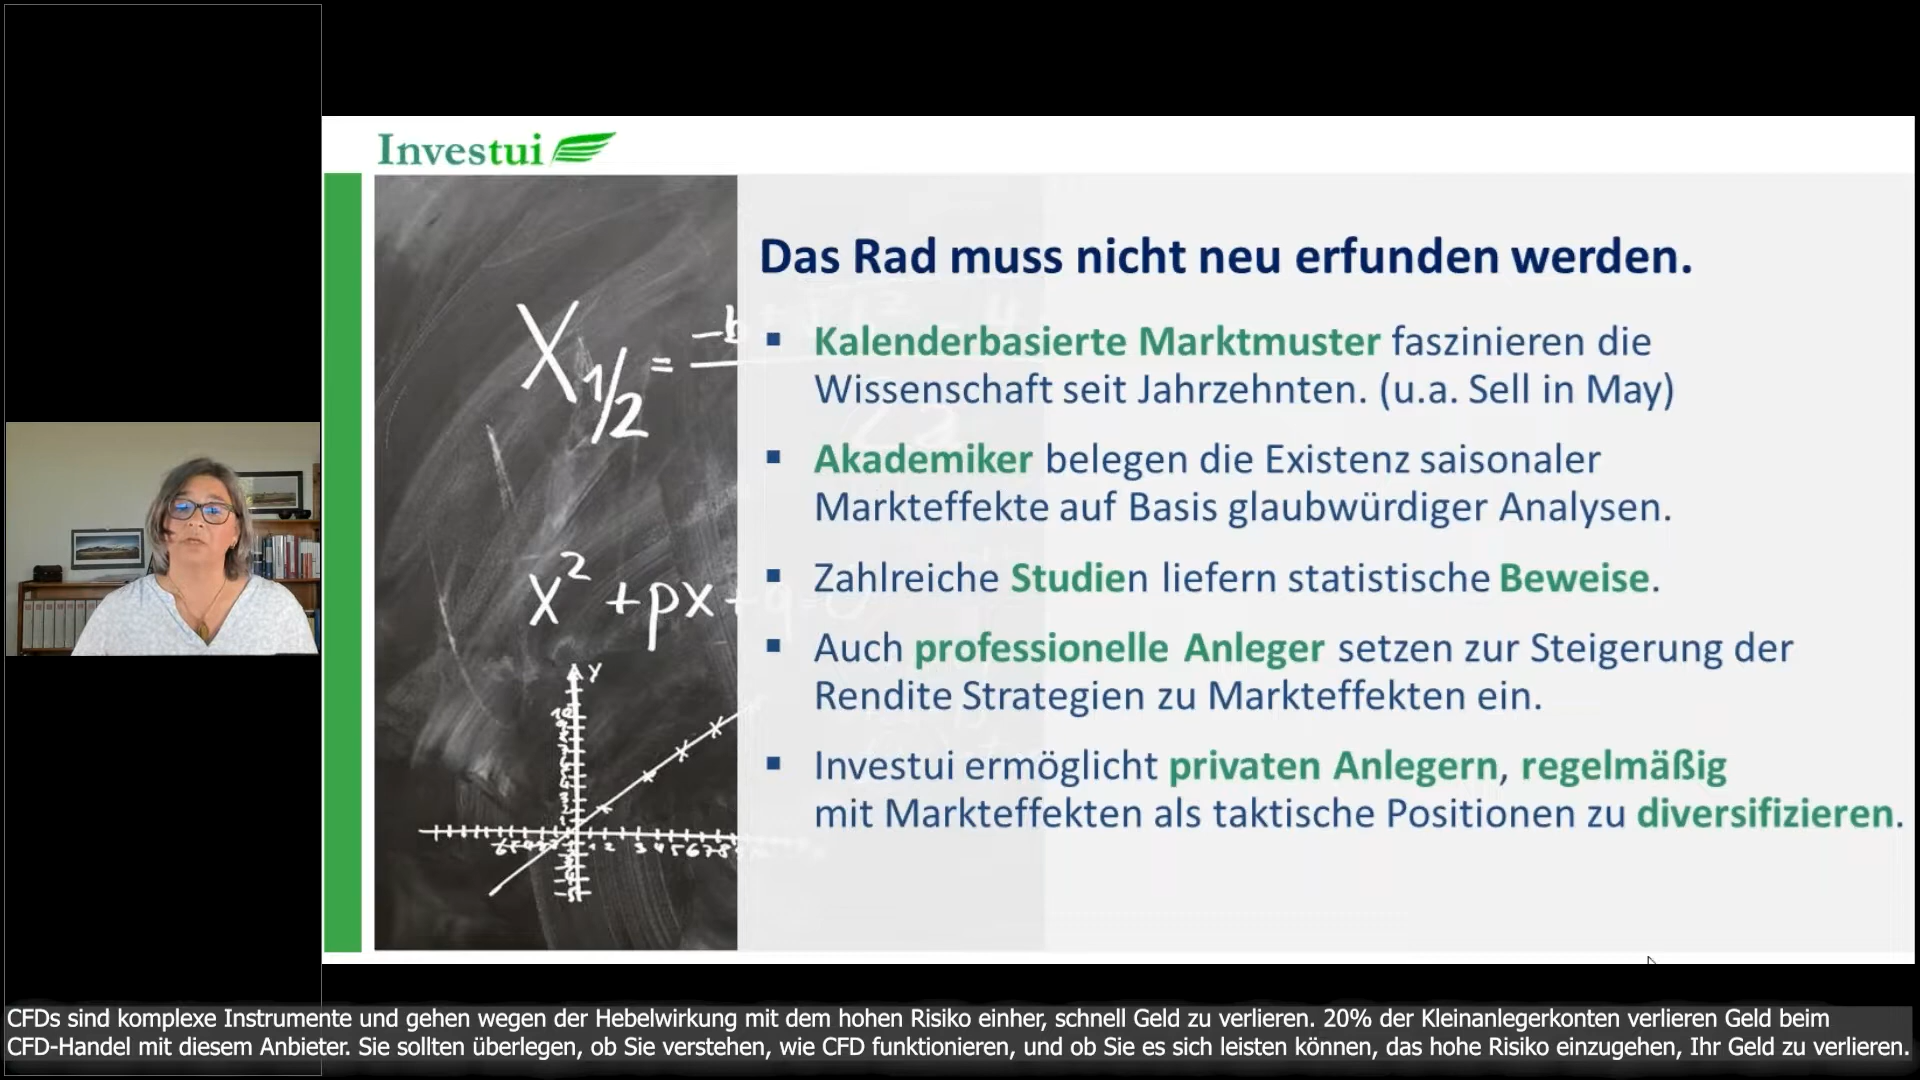 Investui
Das Rad muss nicht neu erfunden werden.
▪ Kalenderbasierte Marktmuster faszinieren die
Wissenschaft seit Jahrzehnten. (u.a. Sell in May)
▪ Akademiker belegen die Existenz saisonaler
Markteffekte auf Basis glaubwürdiger Analysen.
▪ Zahlreiche Studien liefern statistische Beweise.
▪ Auch professionelle Anleger setzen zur Steigerung der
Rendite Strategien zu Markteffekten ein.
▪ Investui ermöglicht privaten Anlegern, regelmäßig
mit Markteffekten als taktische Positionen zu diversifizieren.
X 1/2 = -b
x² + px + q = 0
y
CFDs sind komplexe Instrumente und gehen wegen der Hebelwirkung mit dem hohen Risiko einher, schnell Geld zu verlieren. 20% der Kleinanlegerkonten verlieren Geld beim
CFD-Handel mit diesem Anbieter. Sie sollten überlegen, ob Sie verstehen, wie CFD funktionieren, und ob Sie es sich leisten können, das hohe Risiko einzugehen, Ihr Geld zu verlieren.